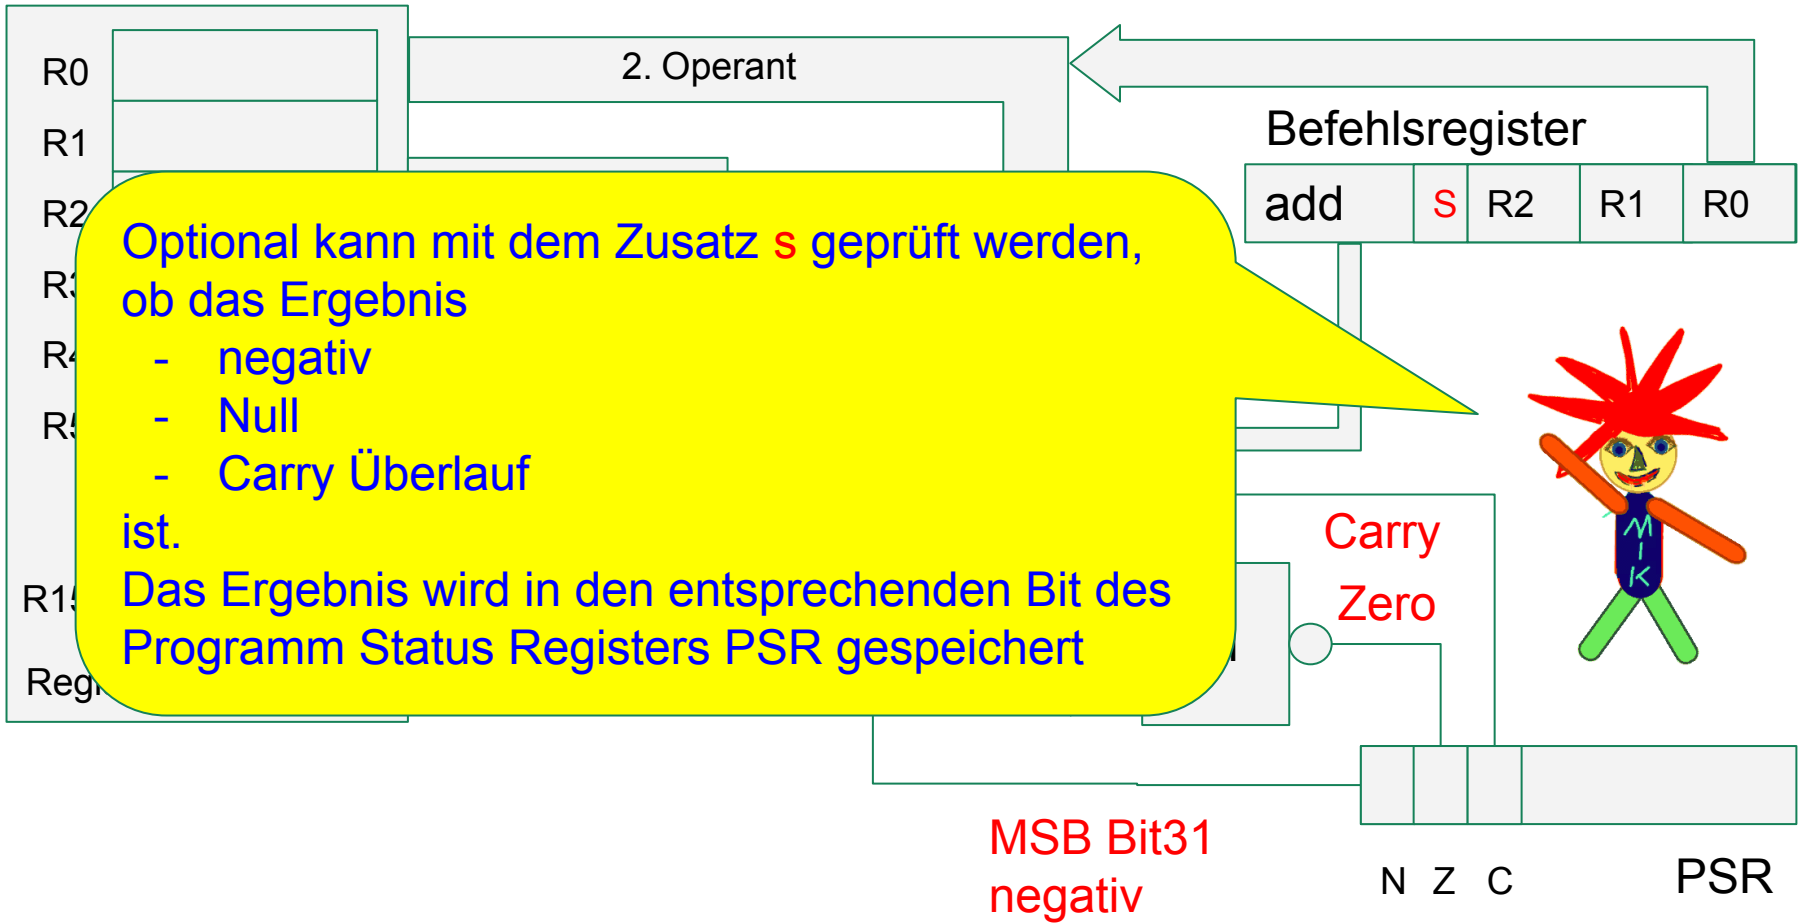 R0
2. Operant
R1
Befehlsregister
add S R2 R1 R0
R2
Optional kann mit dem Zusatz s geprüft werden,
ob das Ergebnis
- negativ
- Null
- Carry Überlauf
ist.
Das Ergebnis wird in den entsprechenden Bit des
Programm Status Registers PSR gespeichert
Carry
Zero
MIK
MSB Bit31
negativ
N Z C
PSR